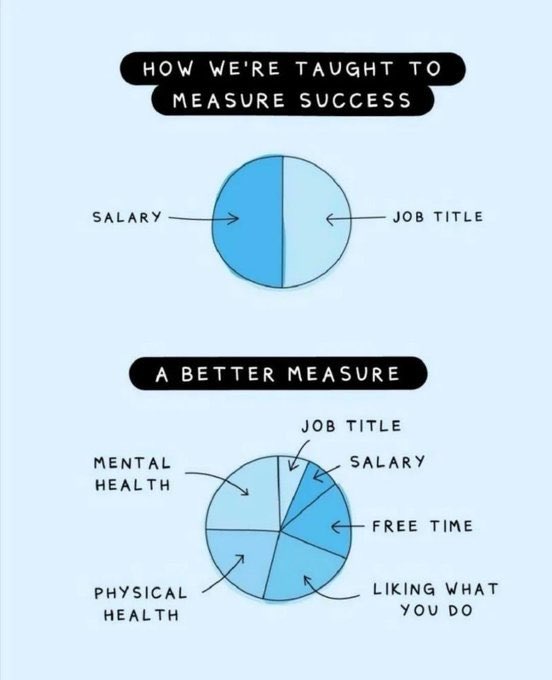 HOW WE'RE TAUGHT TO
MEASURE SUCCESS
SALARY
JOB TITLE
A BETTER MEASURE
JOB TITLE
MENTAL
HEALTH
SALARY
FREE TIME
PHYSICAL
HEALTH
LIKING WHAT
YOU DO